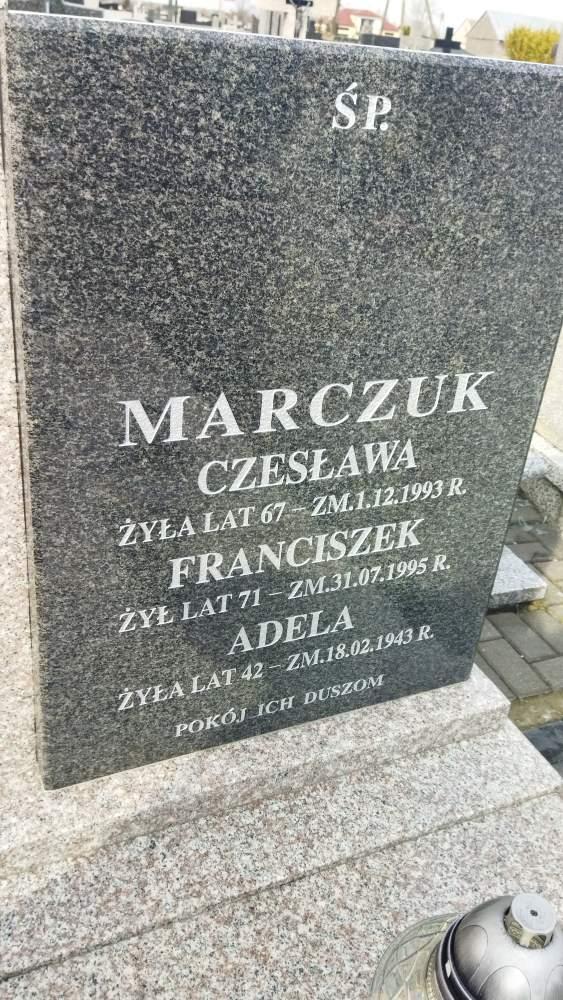 ŚP.
MARCZUK
CZESŁAWA
ŻYŁA LAT 67 – ZM.1.12.1993 R.
FRANCISZEK
ŻYŁ LAT 71 – ZM.31.07.1995 R.
ADELA
ŻYŁA LAT 42 – ZM.18.02.1943 R.
POKÓJ ICH DUSZOM